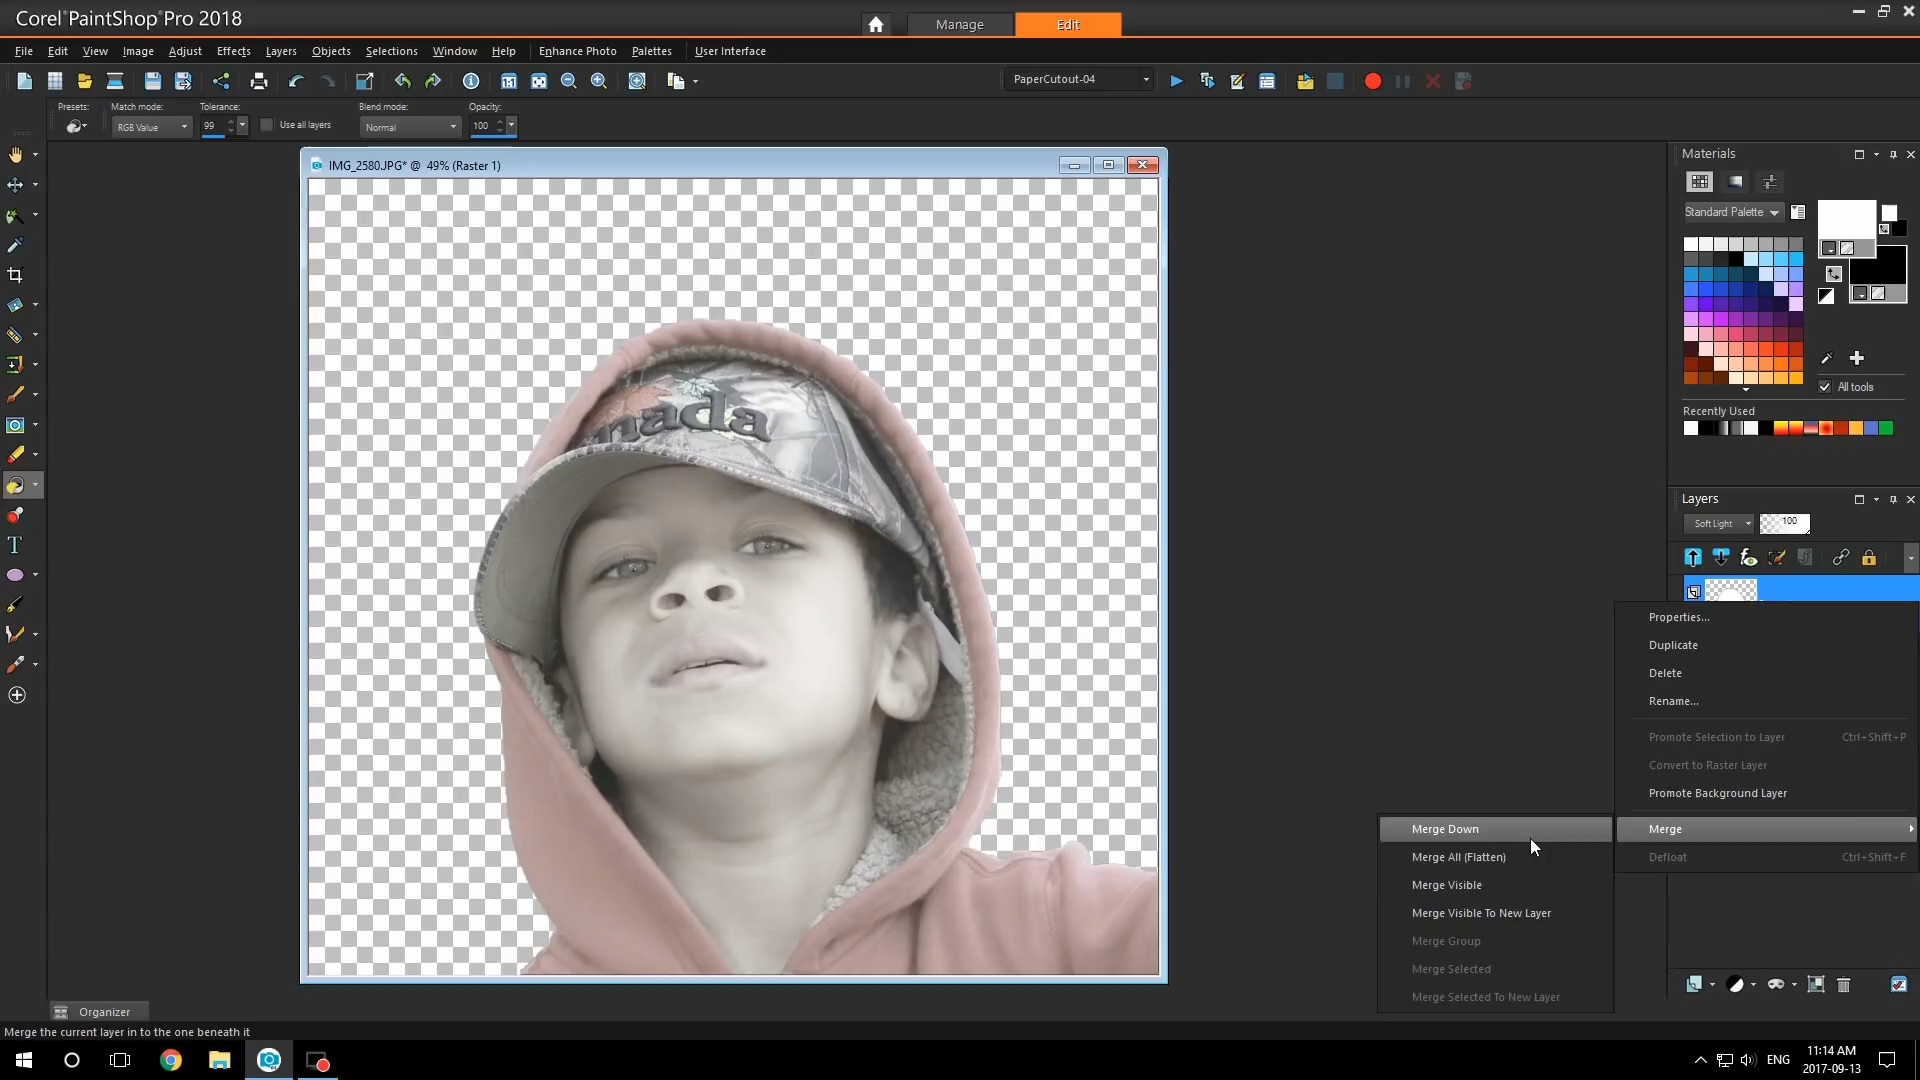 Corel PaintShop Pro 2018
Manage
Edit
File Edit View Image Adjust Effects Layers Objects Selections Window Help Enhance Photo Palettes User Interface
PaperCutout-04
Presets: Match mode: Tolerance: Blend mode: Opacity:
RGB Value 99 Use all layers Normal 100
IMG_2580.JPG* @ 49% (Raster 1)
Materials
Standard Palette
All tools
Recently Used
nada
Layers
Soft Light 100
Properties...
Duplicate
Delete
Rename...
Promote Selection to Layer Ctrl+Shift+P
Convert to Raster Layer
Promote Background Layer
Merge
Defloat Ctrl+Shift+F
Merge Down
Merge All (Flatten)
Merge Visible
Merge Visible To New Layer
Merge Group
Merge Selected
Merge Selected To New Layer
Organizer
Merge the current layer in to the one beneath it
ENG
11:14 AM
2017-09-13